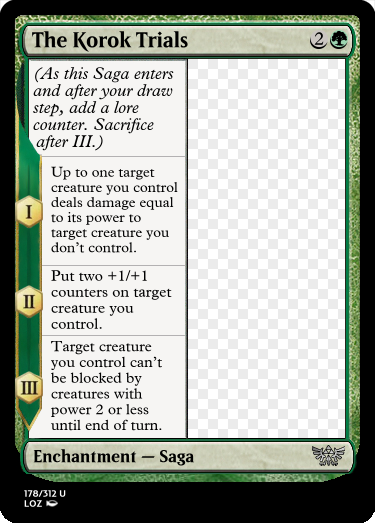 The Korok Trials 2
(As this Saga enters
and after your draw
step, add a lore
counter. Sacrifice
after III.)
I
Up to one target
creature you control
deals damage equal
to its power to
target creature you
don't control.
II
Put two +1/+1
counters on target
creature you
control.
III
Target creature
you control can't
be blocked by
creatures with
power 2 or less
until end of turn.
Enchantment — Saga
178/312 U
LOZ